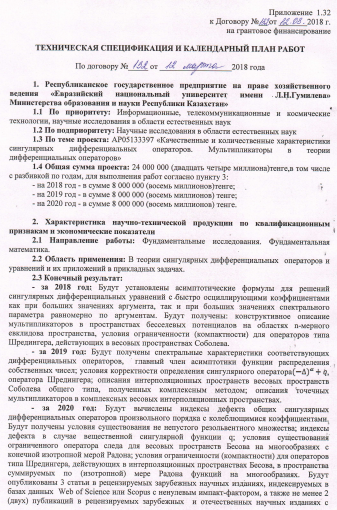 Приложение 1.32
к Договору № 132 от 12.03. 2018 г.
на грантовое финансирование
ТЕХНИЧЕСКАЯ СПЕЦИФИКАЦИЯ И КАЛЕНДАРНЫЙ ПЛАН РАБОТ
По договору № 132 от 12 марта 2018 года
1. Республиканское государственное предприятие на праве хозяйственного
ведения «Евразийский национальный университет имени Л.Н.Гумилева»
Министерства образования и науки Республики Казахстан»
1.1 По приоритету: Информационные, телекоммуникационные и космические
технологии, научные исследования в области естественных наук
1.2 По подприоритету: Научные исследования в области естественных наук
1.3 По теме проекта: АР05133397 «Качественные и количественные характеристики
сингулярных дифференциальных операторов. Мультипликаторы в теории
дифференциальных операторов»
1.4 Общая сумма проекта: 24 000 000 (двадцать четыре миллиона)тенге,в том числе
с разбивкой по годам, для выполнения работ согласно пункту 3:
- на 2018 год - в сумме 8 000 000 (восемь миллионов)тенге;
- на 2019 год - в сумме 8 000 000 (восемь миллионов)тенге;
- на 2020 год - в сумме 8 000 000 (восемь миллионов) тенге.
2. Характеристика научно-технической продукции по квалификационным
признакам и экономические показатели
2.1 Направление работы: Фундаментальные исследования. Фундаментальная
математика.
2.2 Область применения: В теории сингулярных дифференциальных операторов и
уравнений и их приложений в прикладных задачах.
2.3 Конечный результат:
- за 2018 год: Будут установлены асимптотические формулы для решений
сингулярных дифференциальных уравнений с быстро осциллирующими коэффициентами
как при больших значениях аргумента, так и при больших значениях спектрального
параметра равномерно по аргументам. Будут получены: конструктивное описание
мультипликаторов в пространствах бесселевых потенциалов на областях n-мерного
евклидова пространства, условия ограниченности (компактности) для операторов типа
Шредингера, действующих в весовых пространствах Соболева.
- за 2019 год: Будут получены спектральные характеристики соответствующих
дифференциальных операторов, главный член асимптотики функции распределения
собственных чисел; условия корректности определения сингулярного оператора(−Δ)^α + q,
оператора Шредингера; описания интерполяционных пространств весовых пространств
Соболева общего типа, полученных комплексным методом; описания точечных
мультипликаторов в комплексных весовых интерполяционных пространствах.
- за 2020 год: Будут вычислены индексы дефекта общих сингулярных
дифференциальных операторов произвольного порядка с колеблющимися коэффициентами.
Будут получены условия существования не пустого резольвентного множества; индексы
дефекта в случае вещественной сингулярной функции q; условия существования
ограниченного оператора следа для весовых пространств Бесова на многообразиях с
конечной изотропной мерой Радона; условия ограниченности (компактности) для операторов
типа Шредингера, действующих в интерполяционных пространствах Бесова, в пространства
суммируемых по (изотропной) мере Радона функций на многообразиях. Будут
опубликованы 3 статьи в рецензируемых зарубежных научных изданиях, индексируемых в
базах данных Web of Science или Scopus с ненулевым импакт-фактором, а также не менее 2
(двух) публикаций в рецензируемых зарубежных и отечественных научных изданиях с